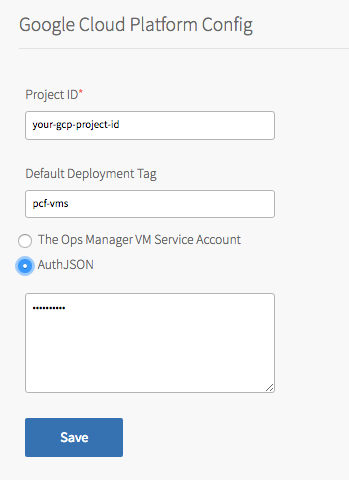 Google Cloud Platform Config
Project ID*
your-gcp-project-id
Default Deployment Tag
pcf-vms
The Ops Manager VM Service Account
AuthJSON
••••••••••
Save